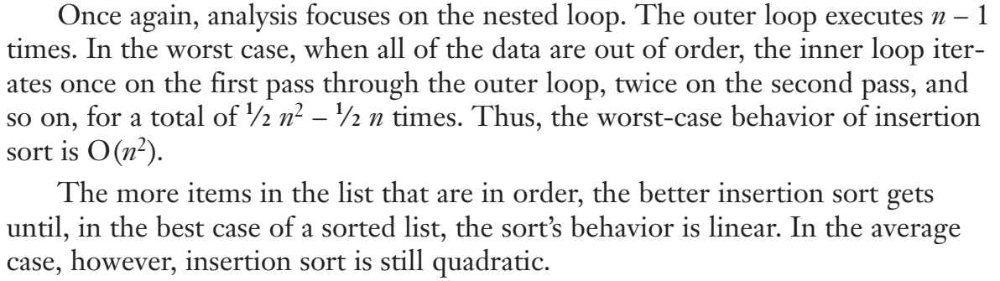 Once again, analysis focuses on the nested loop. The outer loop executes n – 1
times. In the worst case, when all of the data are out of order, the inner loop iter-
ates once on the first pass through the outer loop, twice on the second pass, and
so on, for a total of ½ n² – ½ n times. Thus, the worst-case behavior of insertion
sort is O(n²).
The more items in the list that are in order, the better insertion sort gets
until, in the best case of a sorted list, the sort’s behavior is linear. In the average
case, however, insertion sort is still quadratic.